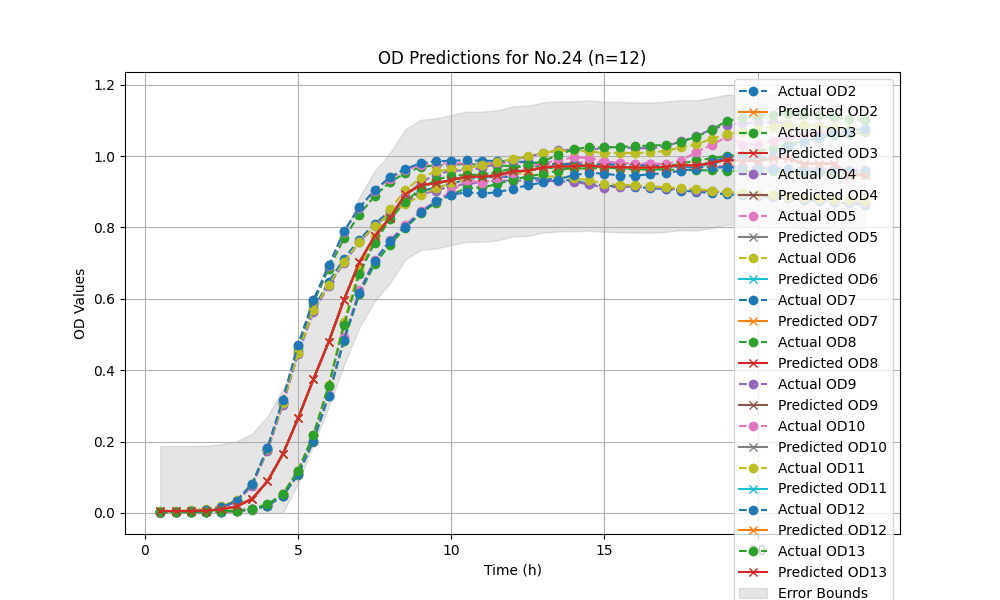 OD Predictions for No.24 (n=12)
OD Values
1.2
1.0
0.8
0.6
0.4
0.2
0.0
0
5
10
15
20
Time (h)
Actual OD2
Predicted OD2
Actual OD3
Predicted OD3
Actual OD4
Predicted OD4
Actual OD5
Predicted OD5
Actual OD6
Predicted OD6
Actual OD7
Predicted OD7
Actual OD8
Predicted OD8
Actual OD9
Predicted OD9
Actual OD10
Predicted OD10
Actual OD11
Predicted OD11
Actual OD12
Predicted OD12
Actual OD13
Predicted OD13
Error Bounds